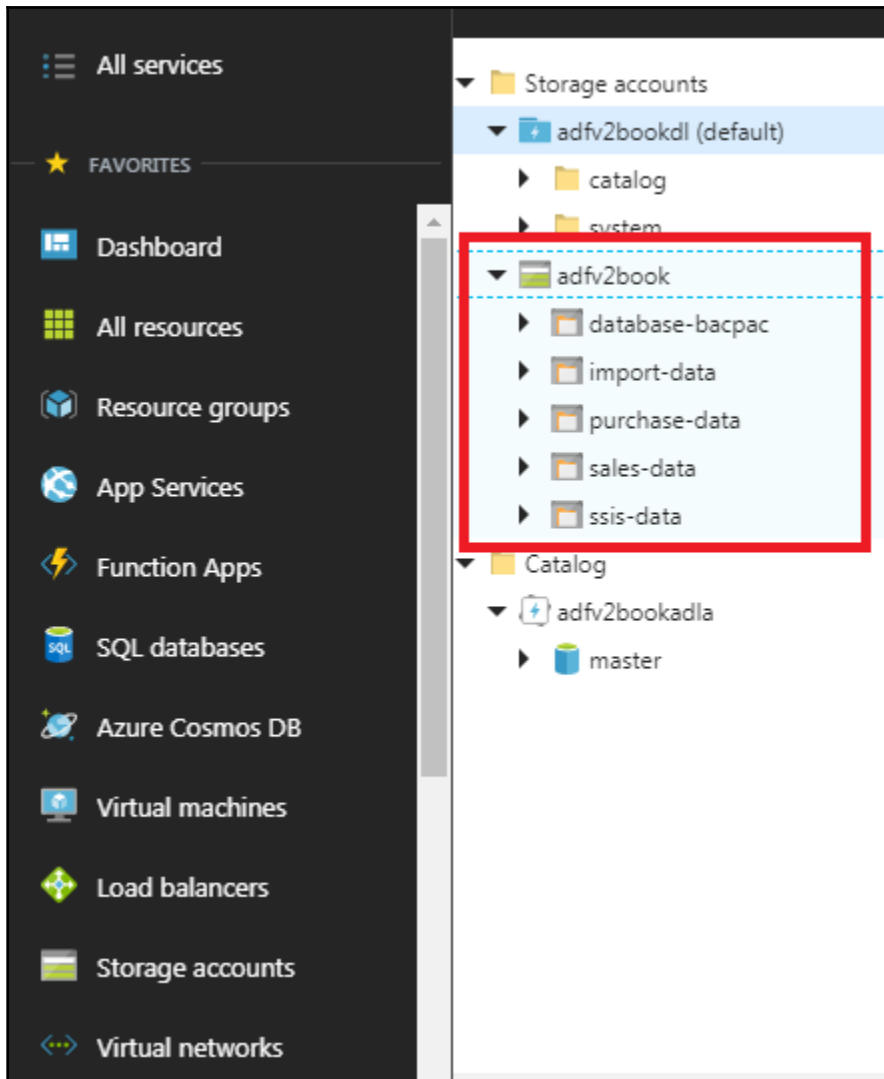 All services
FAVORITES
Dashboard
All resources
Resource groups
App Services
Function Apps
SQL
SQL databases
Azure Cosmos DB
Virtual machines
Load balancers
Storage accounts
Virtual networks
Storage accounts
adfv2bookdl (default)
catalog
system
adfv2book
database-bacpac
import-data
purchase-data
sales-data
ssis-data
Catalog
adfv2bookadla
master